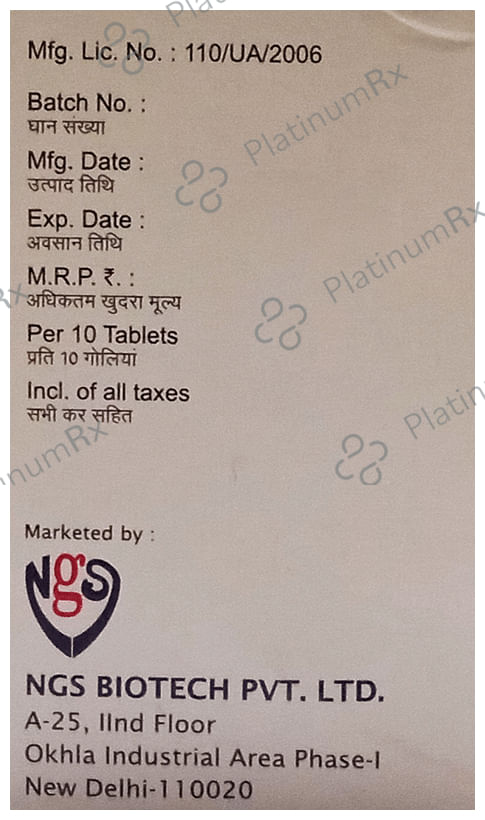 Mfg. Lic. No. : 110/UA/2006
Batch No. :
घान संख्या
Mfg. Date :
उत्पाद तिथि
Exp. Date :
अवसान तिथि
M.R.P. ₹. :
अधिकतम खुदरा मूल्य
Per 10 Tablets
प्रति 10 गोलियां
Incl. of all taxes
सभी कर सहित
Marketed by :
Ngs
NGS BIOTECH PVT. LTD.
A-25, IInd Floor
Okhla Industrial Area Phase-I
New Delhi-110020
PlatinumRx
PlatinumRx